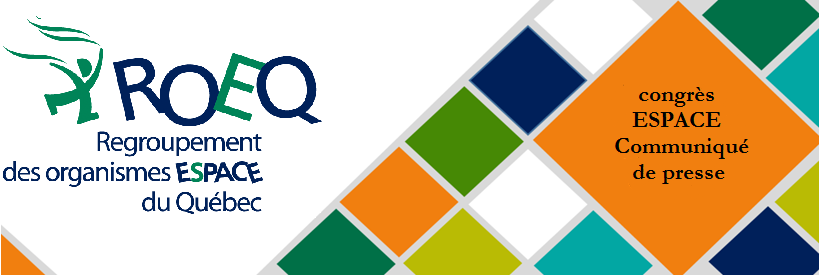 ROEQ
Regroupement
des organismes ESPACE
du Québec
congrès
ESPACE
Communiqué
de presse